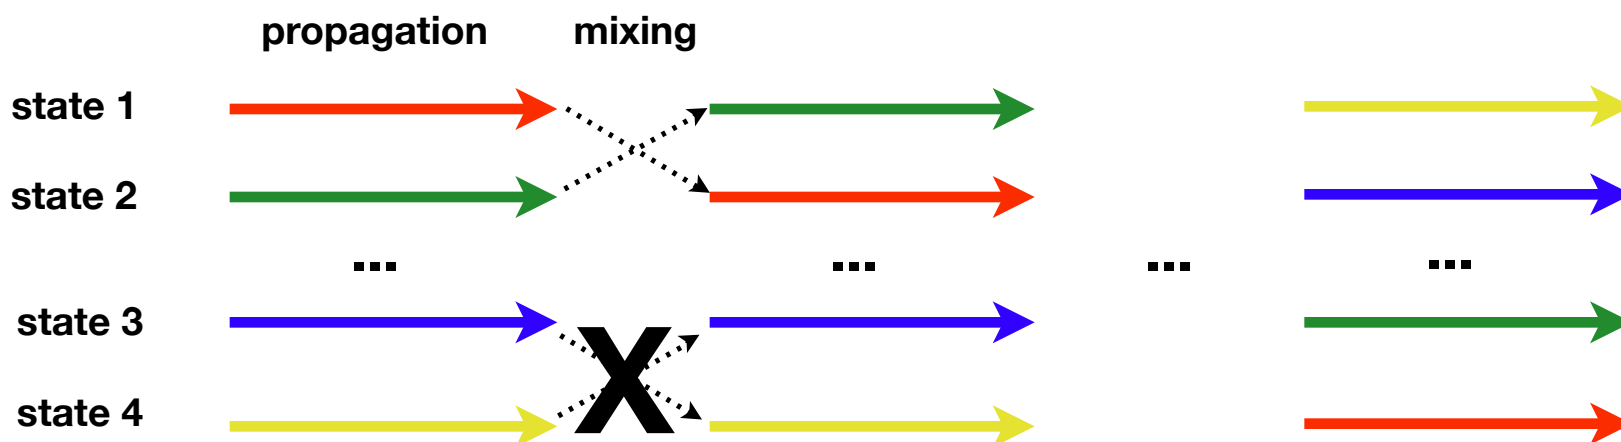 propagation mixing
state 1
state 2
... ... ... ...
state 3
X
state 4